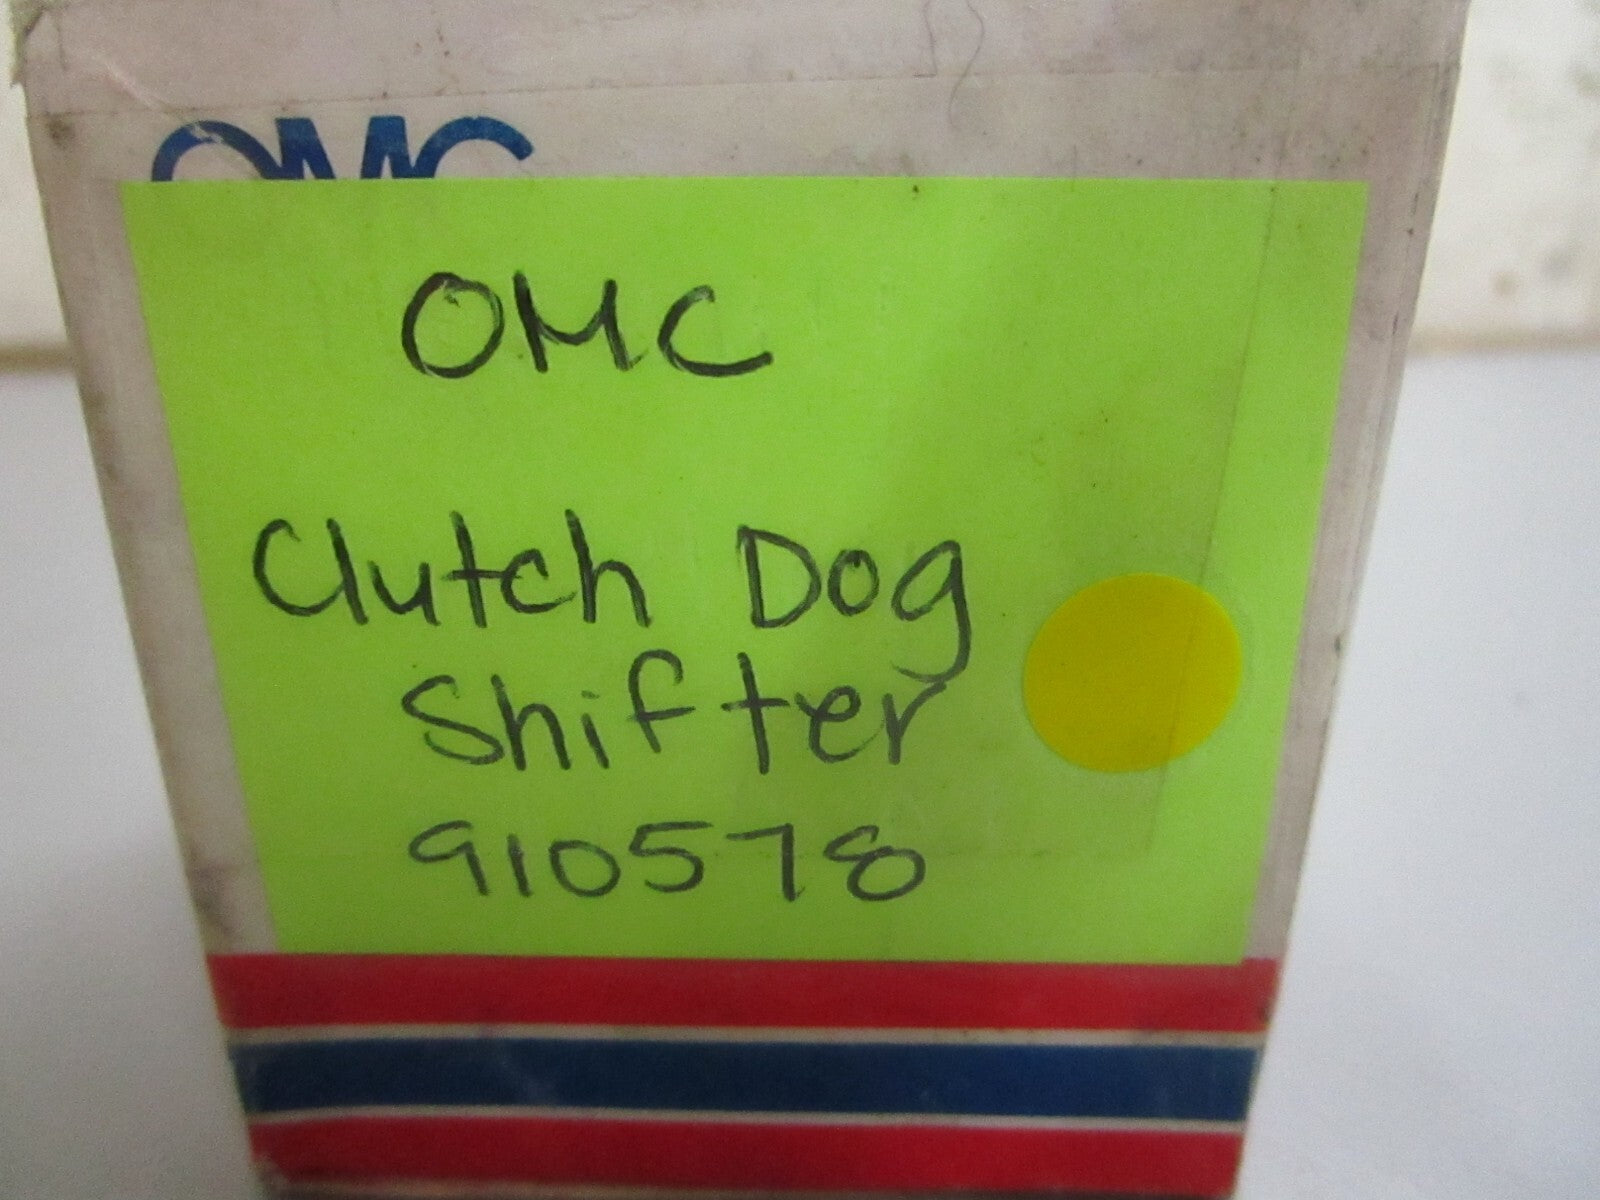 OMC
OMC
Clutch Dog
Shifter
910578